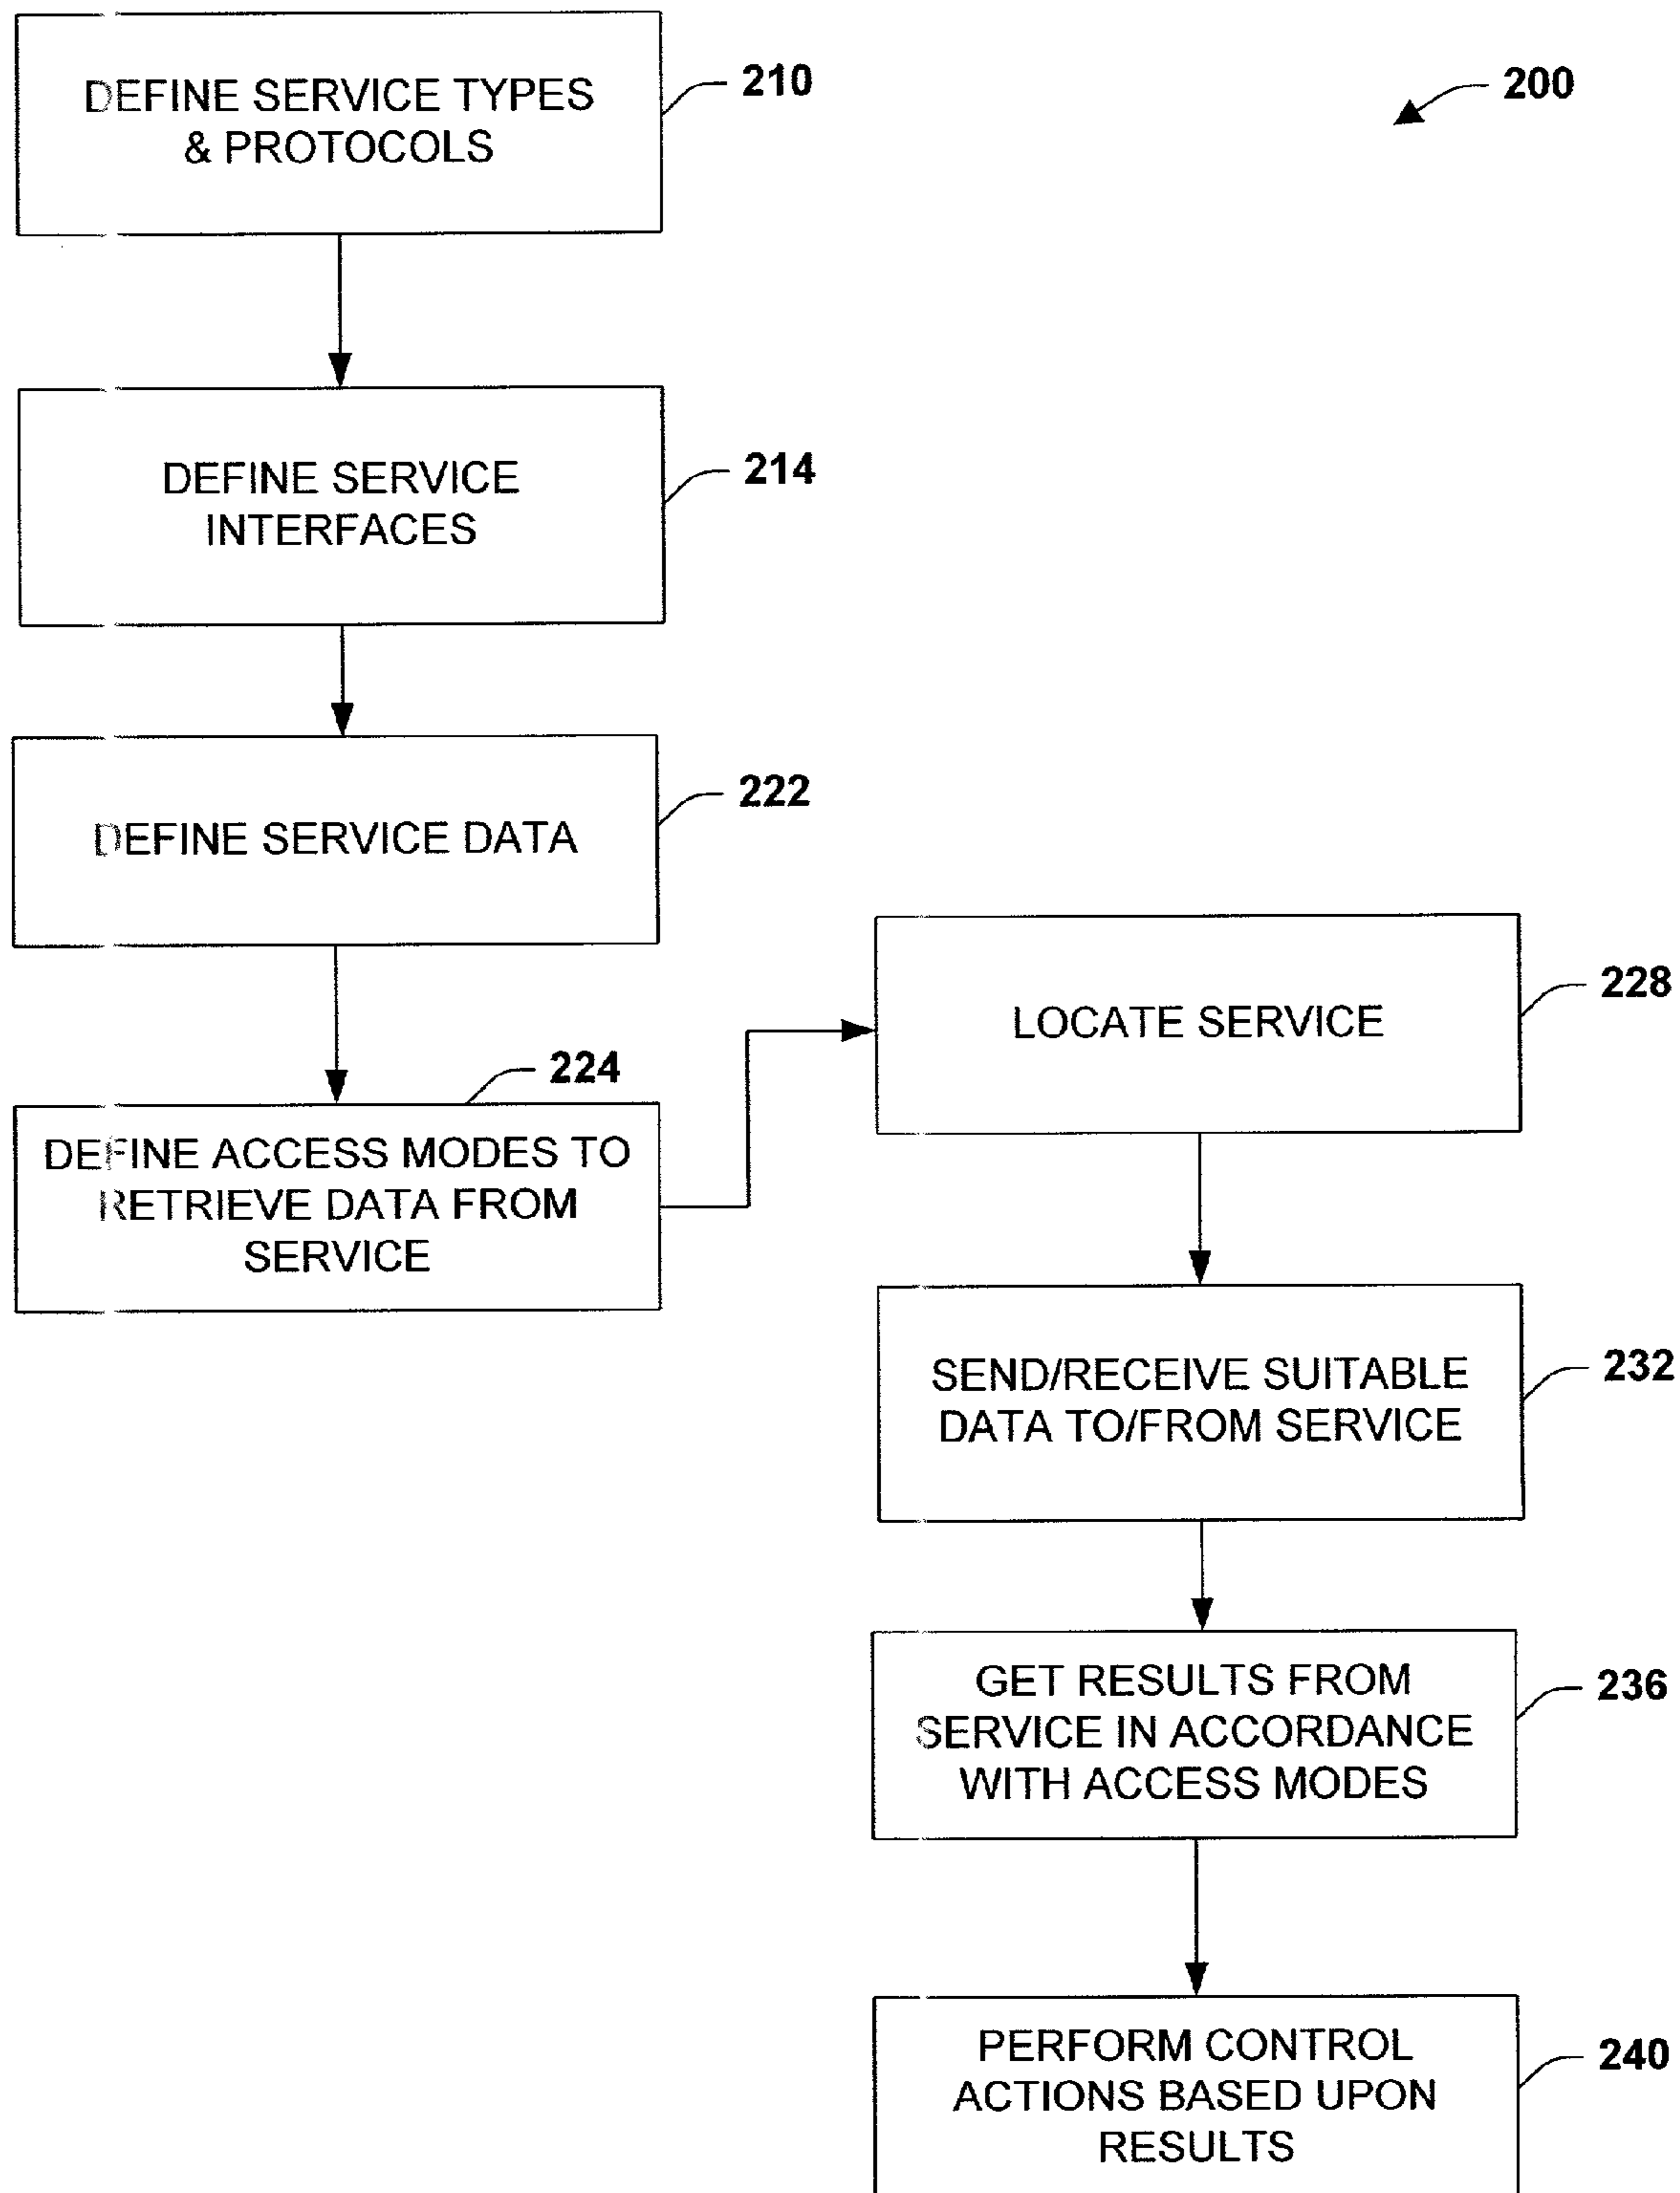 DEFINE SERVICE TYPES
& PROTOCOLS
210
200
DEFINE SERVICE
INTERFACES
214
DEFINE SERVICE DATA
222
224
DEFINE ACCESS MODES TO
RETRIEVE DATA FROM
SERVICE
LOCATE SERVICE
228
SEND/RECEIVE SUITABLE
DATA TO/FROM SERVICE
232
GET RESULTS FROM
SERVICE IN ACCORDANCE
WITH ACCESS MODES
236
PERFORM CONTROL
ACTIONS BASED UPON
RESULTS
240